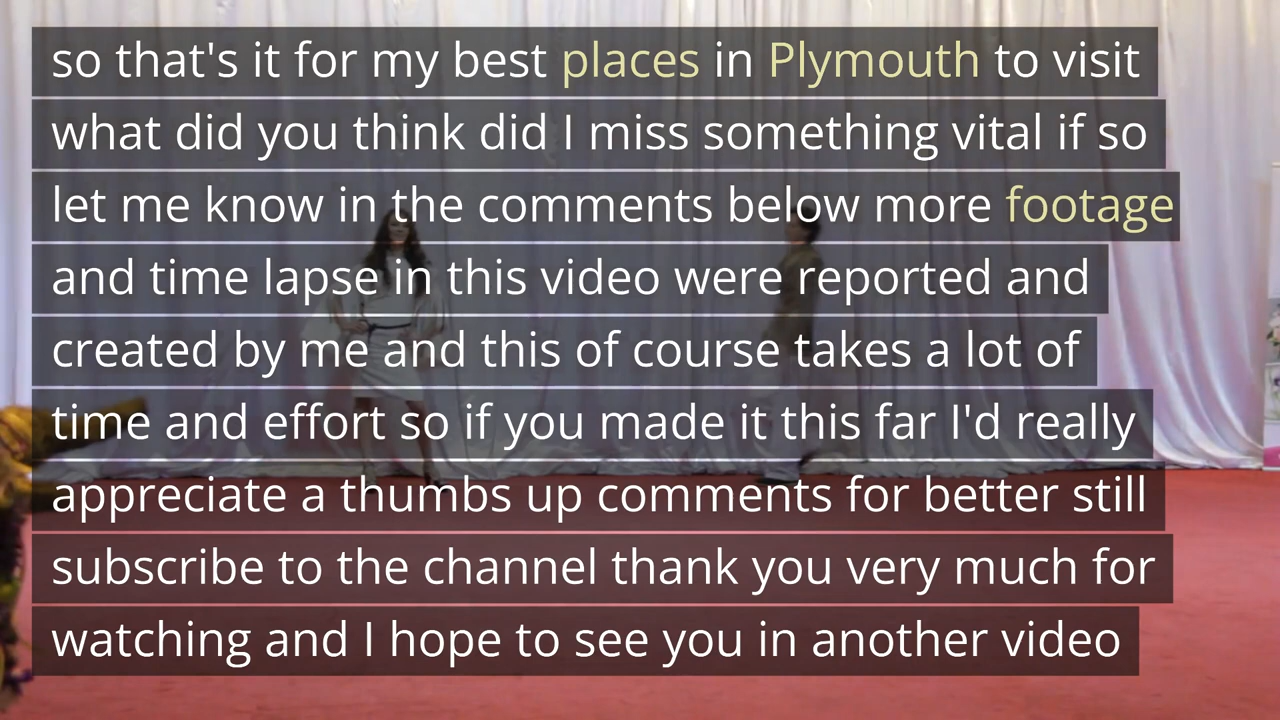 so that's it for my best places in Plymouth to visit
what did you think did I miss something vital if so
let me know in the comments below more footage
and time lapse in this video were reported and
created by me and this of course takes a lot of
time and effort so if you made it this far I'd really
appreciate a thumbs up comments for better still
subscribe to the channel thank you very much for
watching and I hope to see you in another video